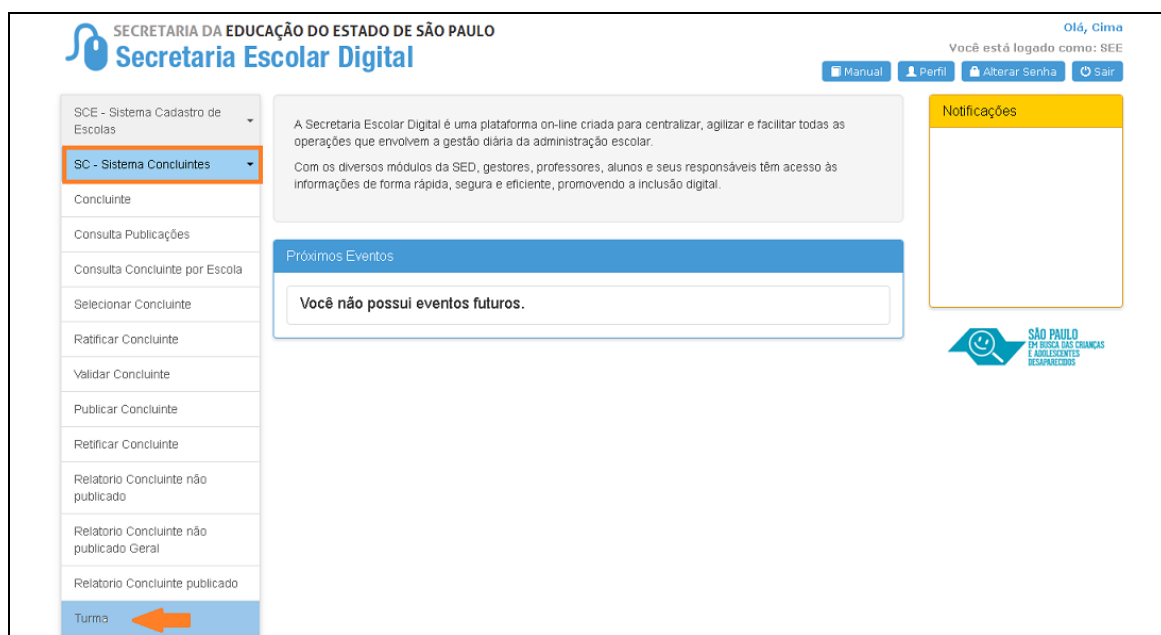 SECRETARIA DA EDUCAÇÃO DO ESTADO DE SÃO PAULO
Secretaria Escolar Digital
Olá, Cima
Você está logado como: SEE
Manual
Perfil
Alterar Senha
Sair
SCE - Sistema Cadastro de
Escolas
SC - Sistema Concluintes
Concluinte
Consulta Publicações
Consulta Concluinte por Escola
Selecionar Concluinte
Ratificar Concluinte
Validar Concluinte
Publicar Concluinte
Retificar Concluinte
Relatorio Concluinte não
publicado
Relatorio Concluinte não
publicado Geral
Relatorio Concluinte publicado
Turma
A Secretaria Escolar Digital é uma plataforma on-line criada para centralizar, agilizar e facilitar todas as
operações que envolvem a gestão diária da administração escolar.
Com os diversos módulos da SED, gestores, professores, alunos e seus responsáveis têm acesso às
informações de forma rápida, segura e eficiente, promovendo a inclusão digital.
Próximos Eventos
Você não possui eventos futuros.
Notificações
SÃO PAULO
EM BUSCA DAS CRIANÇAS
E ADOLESCENTES
DESAPARECIDOS